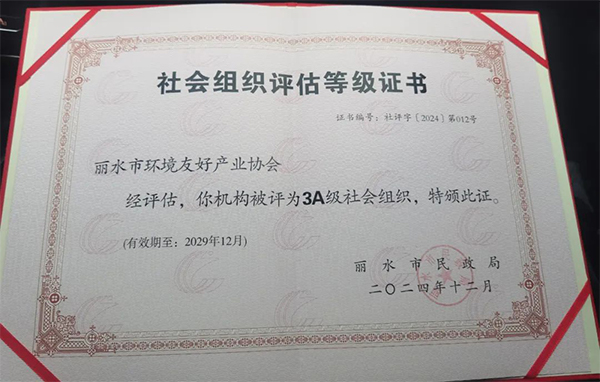 社会组织评估等级证书
证书编号：社评字〔2024〕第012号
丽水市环境友好产业协会
经评估，你机构被评为3A级社会组织，特颁此证。
(有效期至：2029年12月)
丽水市民政局
二〇二四年十二月